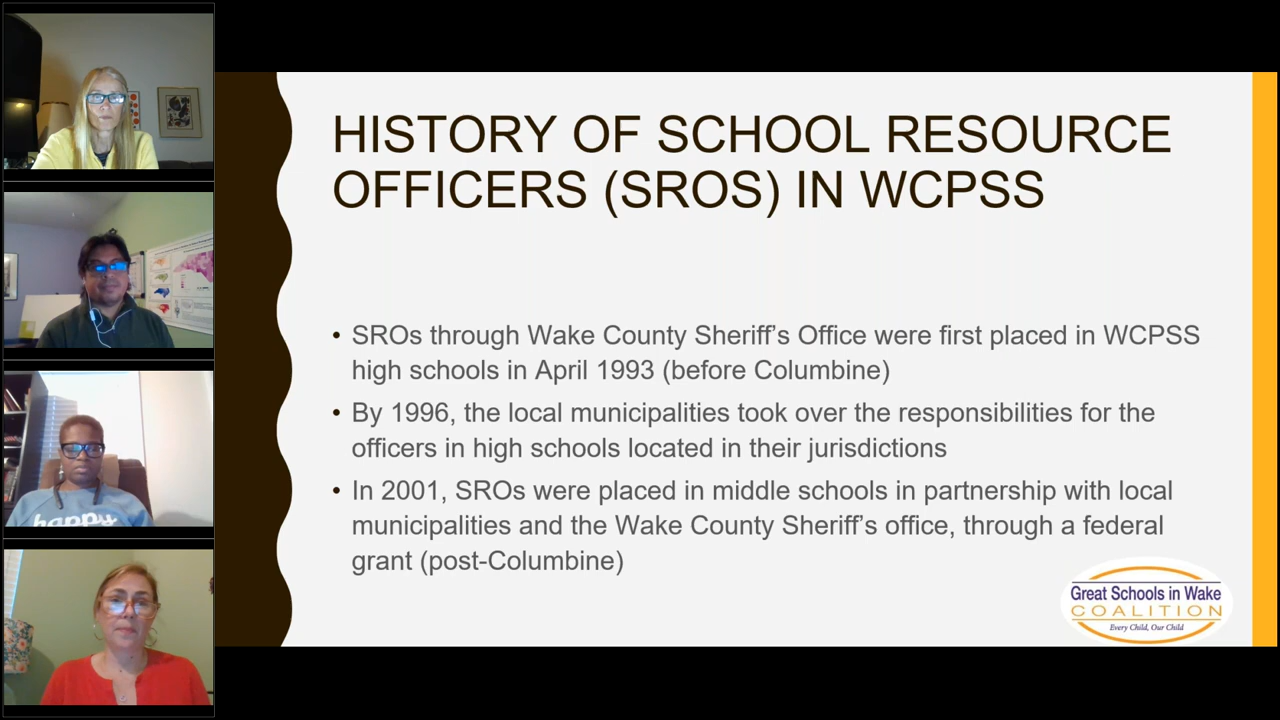 HISTORY OF SCHOOL RESOURCE
OFFICERS (SROS) IN WCPSS
• SROs through Wake County Sheriff's Office were first placed in WCPSS
high schools in April 1993 (before Columbine)
• By 1996, the local municipalities took over the responsibilities for the
officers in high schools located in their jurisdictions
• In 2001, SROs were placed in middle schools in partnership with local
municipalities and the Wake County Sheriff's office, through a federal
grant (post-Columbine)
Great Schools in Wake
COALITION
Every Child, Our Child
happy